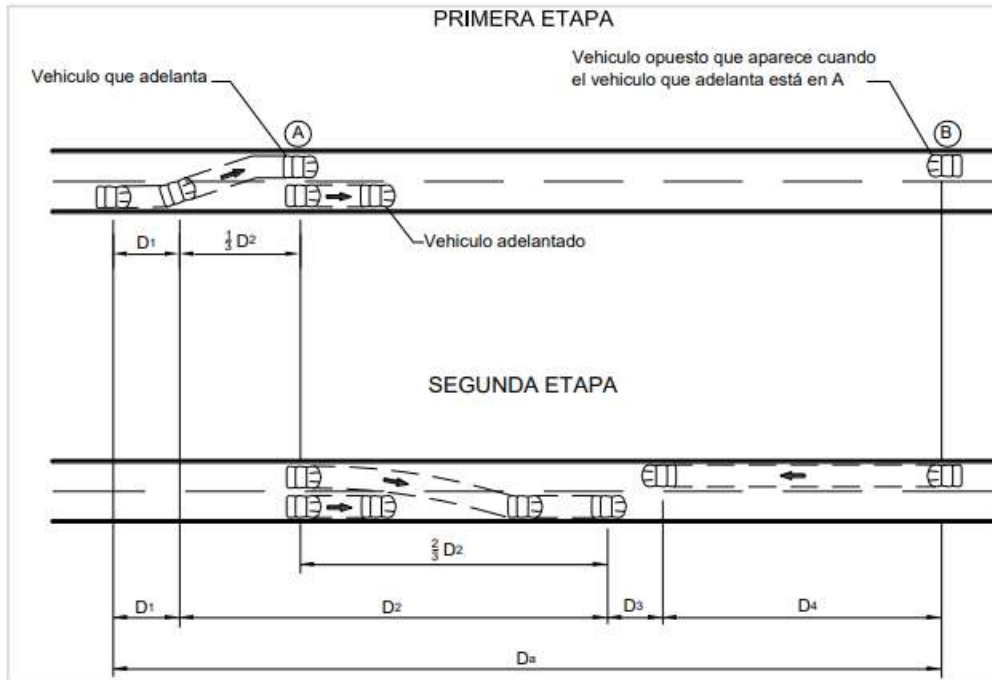 PRIMERA ETAPA
Vehiculo que adelanta
Vehiculo opuesto que aparece cuando
el vehiculo que adelanta está en A
A
B
Vehiculo adelantado
D1
1/3 D2
SEGUNDA ETAPA
2/3 D2
D1
D2
D3
D4
Da